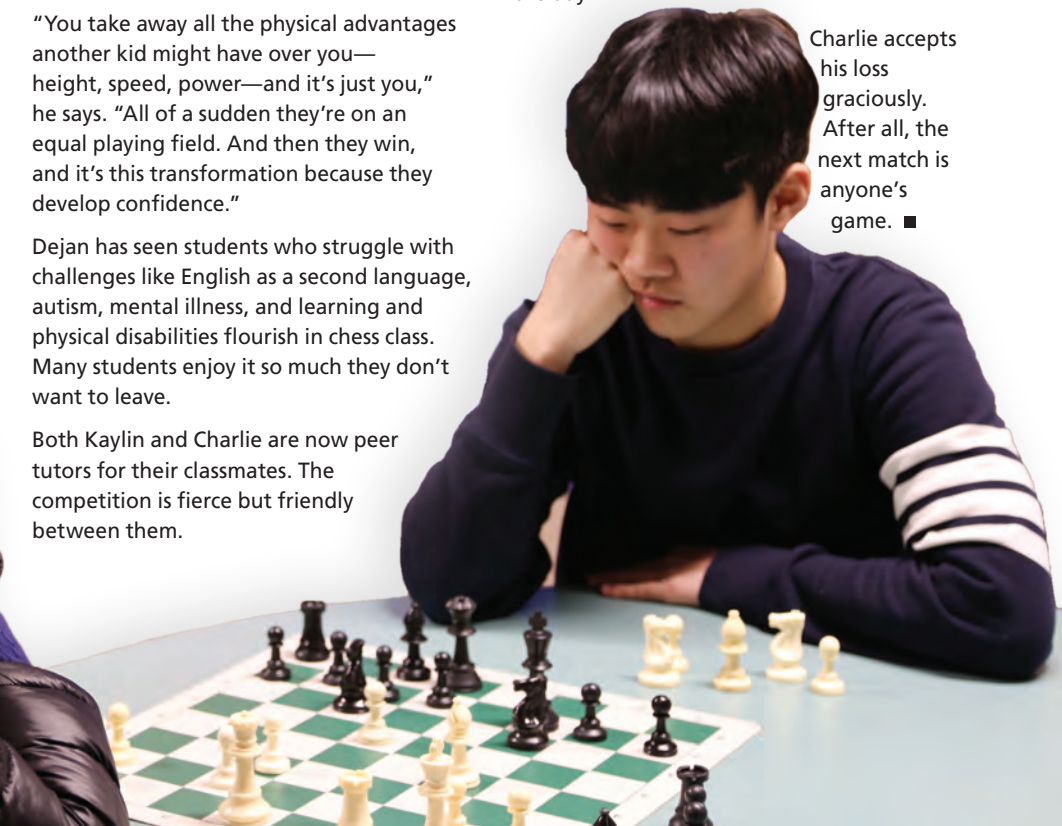 “You take away all the physical advantages
another kid might have over you—
height, speed, power—and it’s just you,”
he says. “All of a sudden they’re on an
equal playing field. And then they win,
and it’s this transformation because they
develop confidence.”
Dejan has seen students who struggle with
challenges like English as a second language,
autism, mental illness, and learning and
physical disabilities flourish in chess class.
Many students enjoy it so much they don’t
want to leave.
Both Kaylin and Charlie are now peer
tutors for their classmates. The
competition is fierce but friendly
between them.
Charlie accepts
his loss
graciously.
After all, the
next match is
anyone’s
game. ■